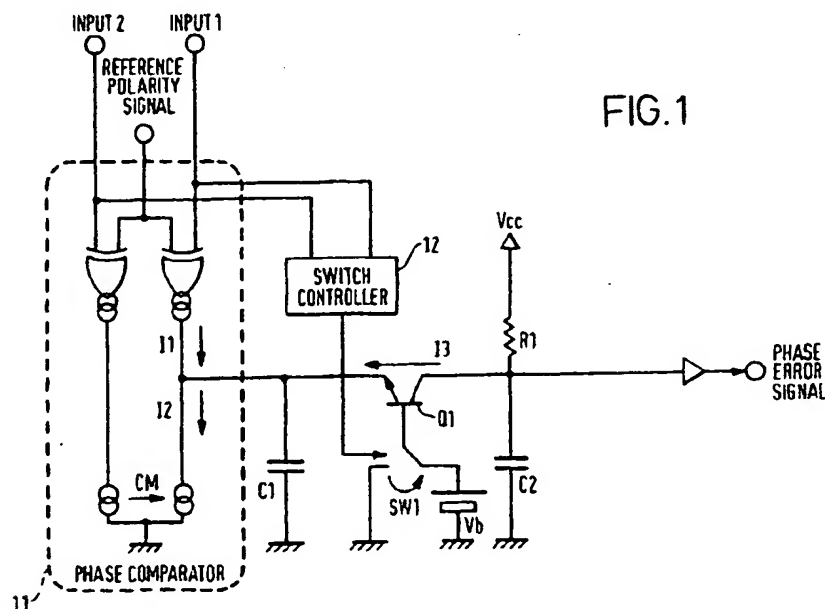 INPUT 2
INPUT 1
REFERENCE
POLARITY
SIGNAL
FIG.1
Vcc
12
SWITCH
CONTROLLER
R1
I1
I3
PHASE
ERROR
SIGNAL
I2
Q1
CM
C1
SW1
Vb
C2
PHASE COMPARATOR
11